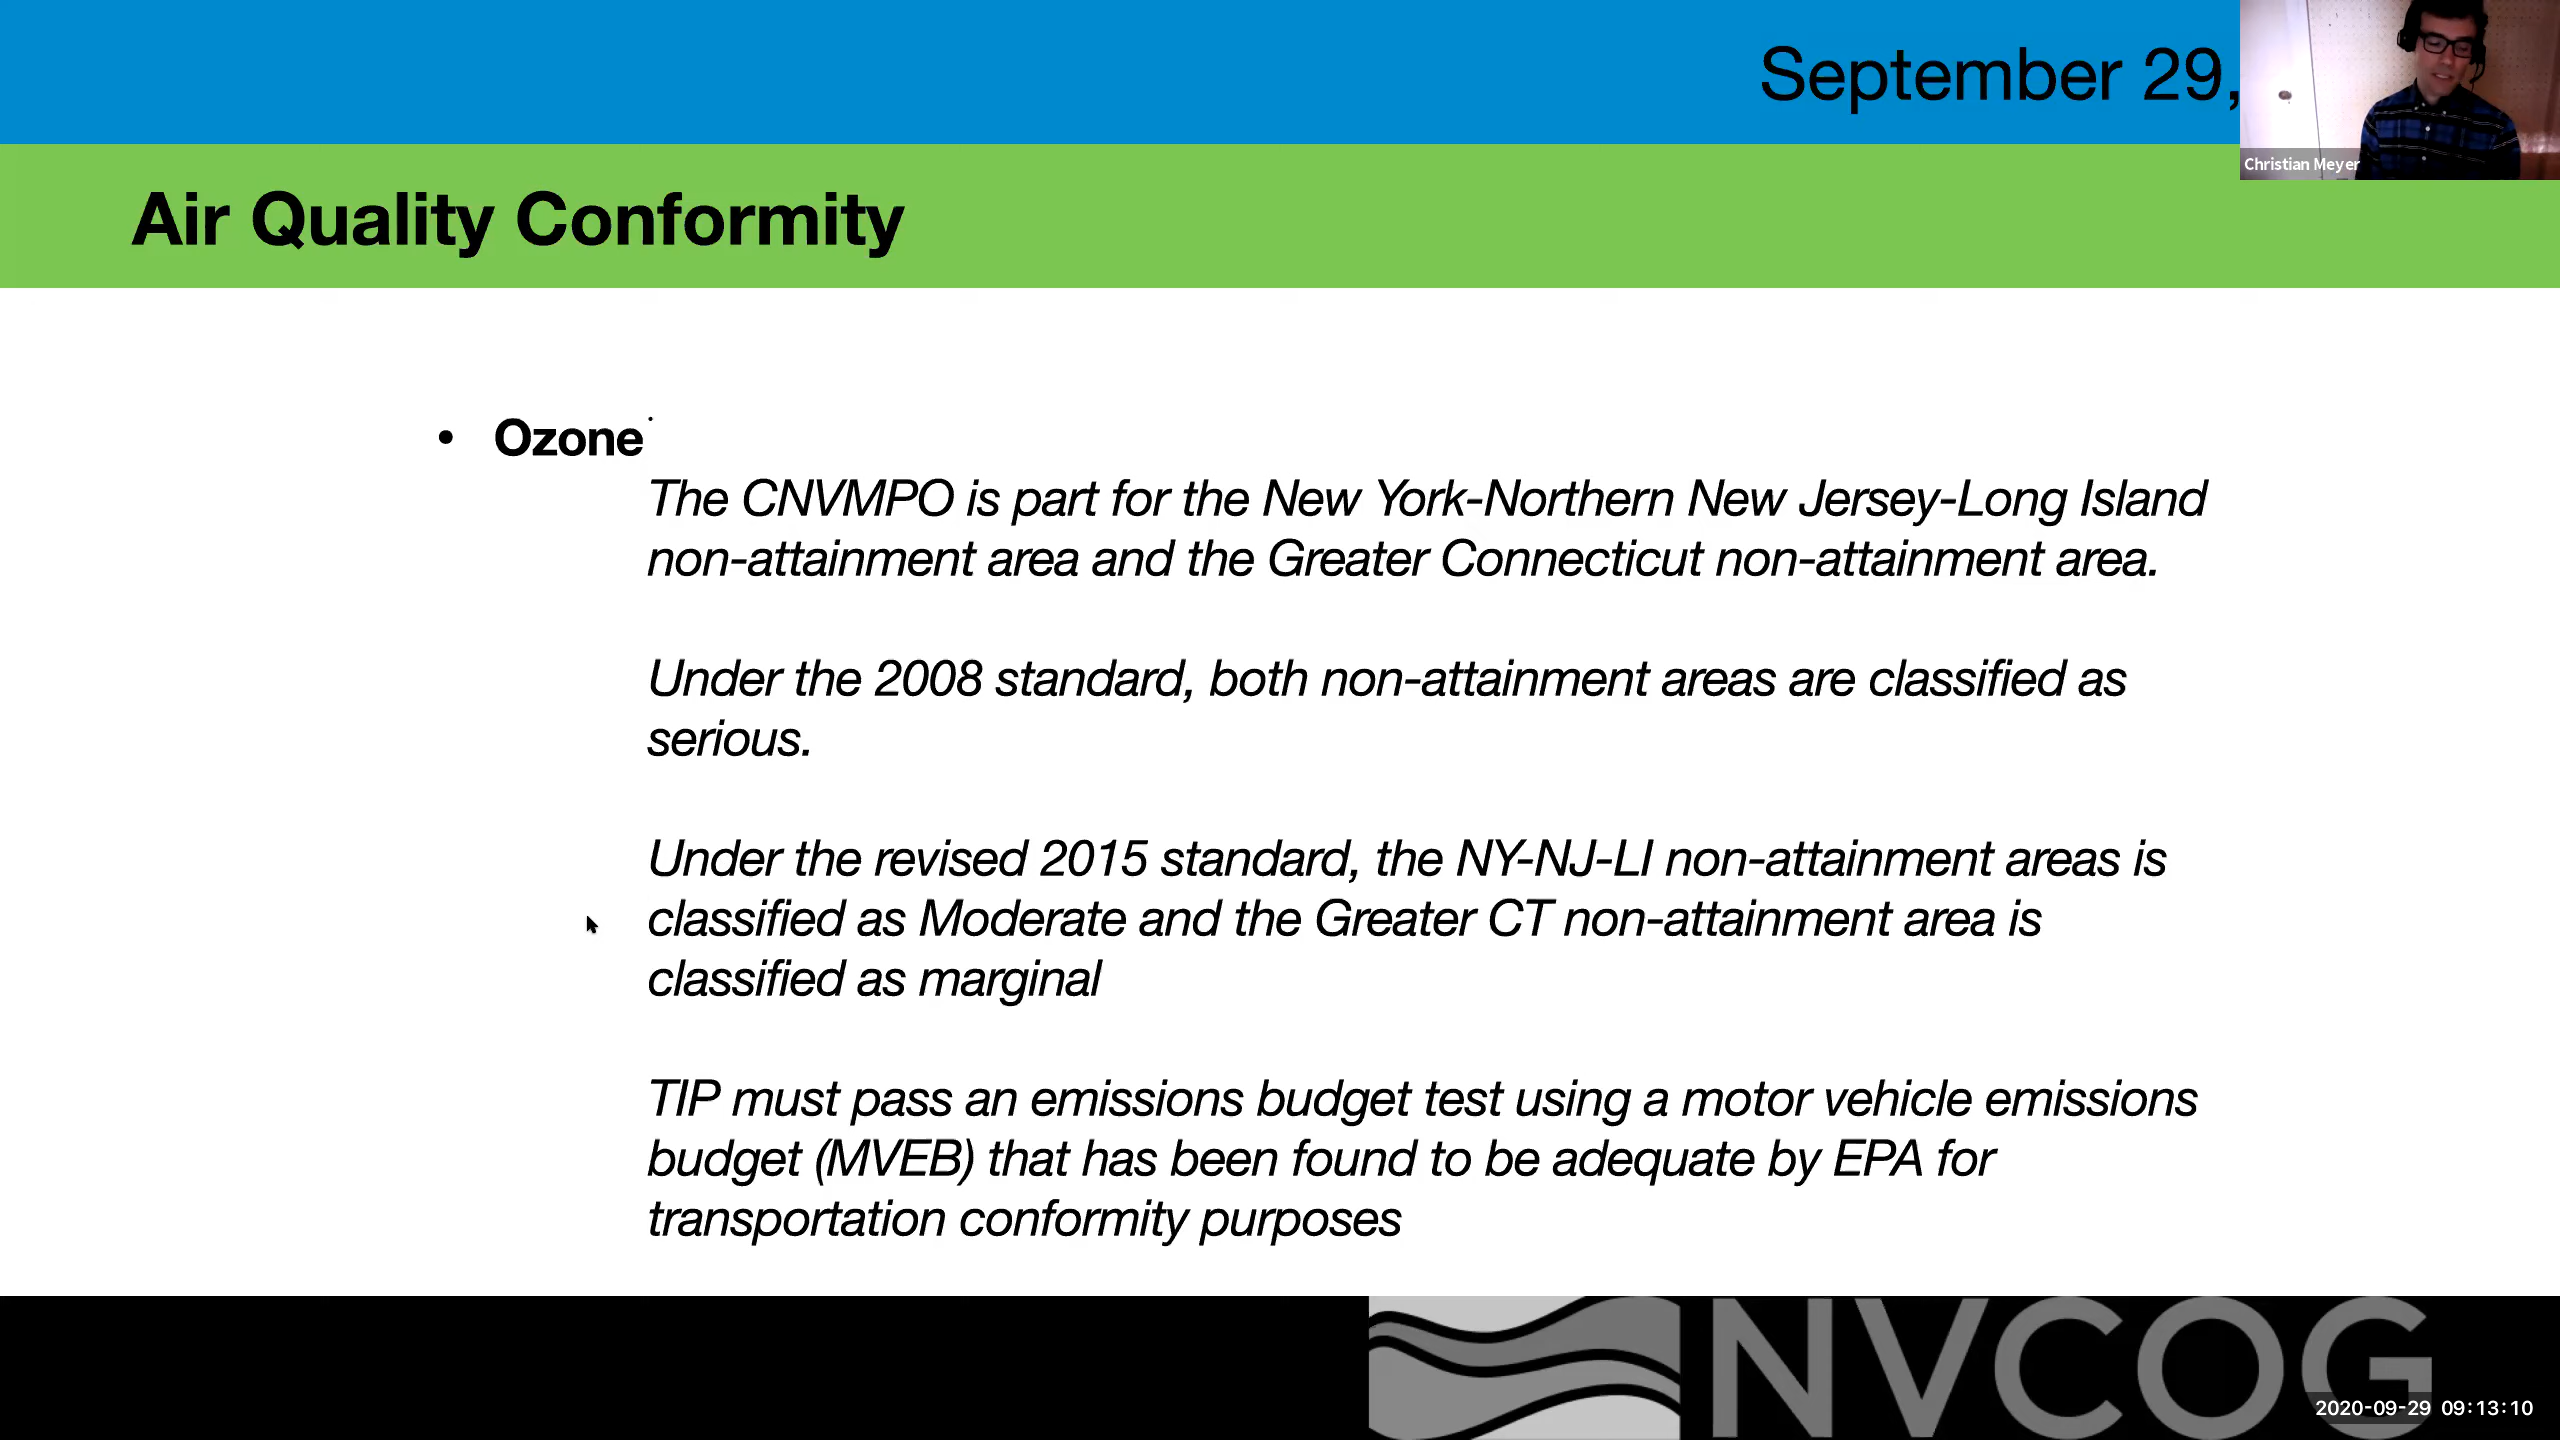 September 29,
Christian Meyer
Air Quality Conformity
• Ozone
The CNVMPO is part for the New York-Northern New Jersey-Long Island
non-attainment area and the Greater Connecticut non-attainment area.
Under the 2008 standard, both non-attainment areas are classified as
serious.
Under the revised 2015 standard, the NY-NJ-LI non-attainment areas is
classified as Moderate and the Greater CT non-attainment area is
classified as marginal
TIP must pass an emissions budget test using a motor vehicle emissions
budget (MVEB) that has been found to be adequate by EPA for
transportation conformity purposes
NVCOG
2020-09-29 09:13:10